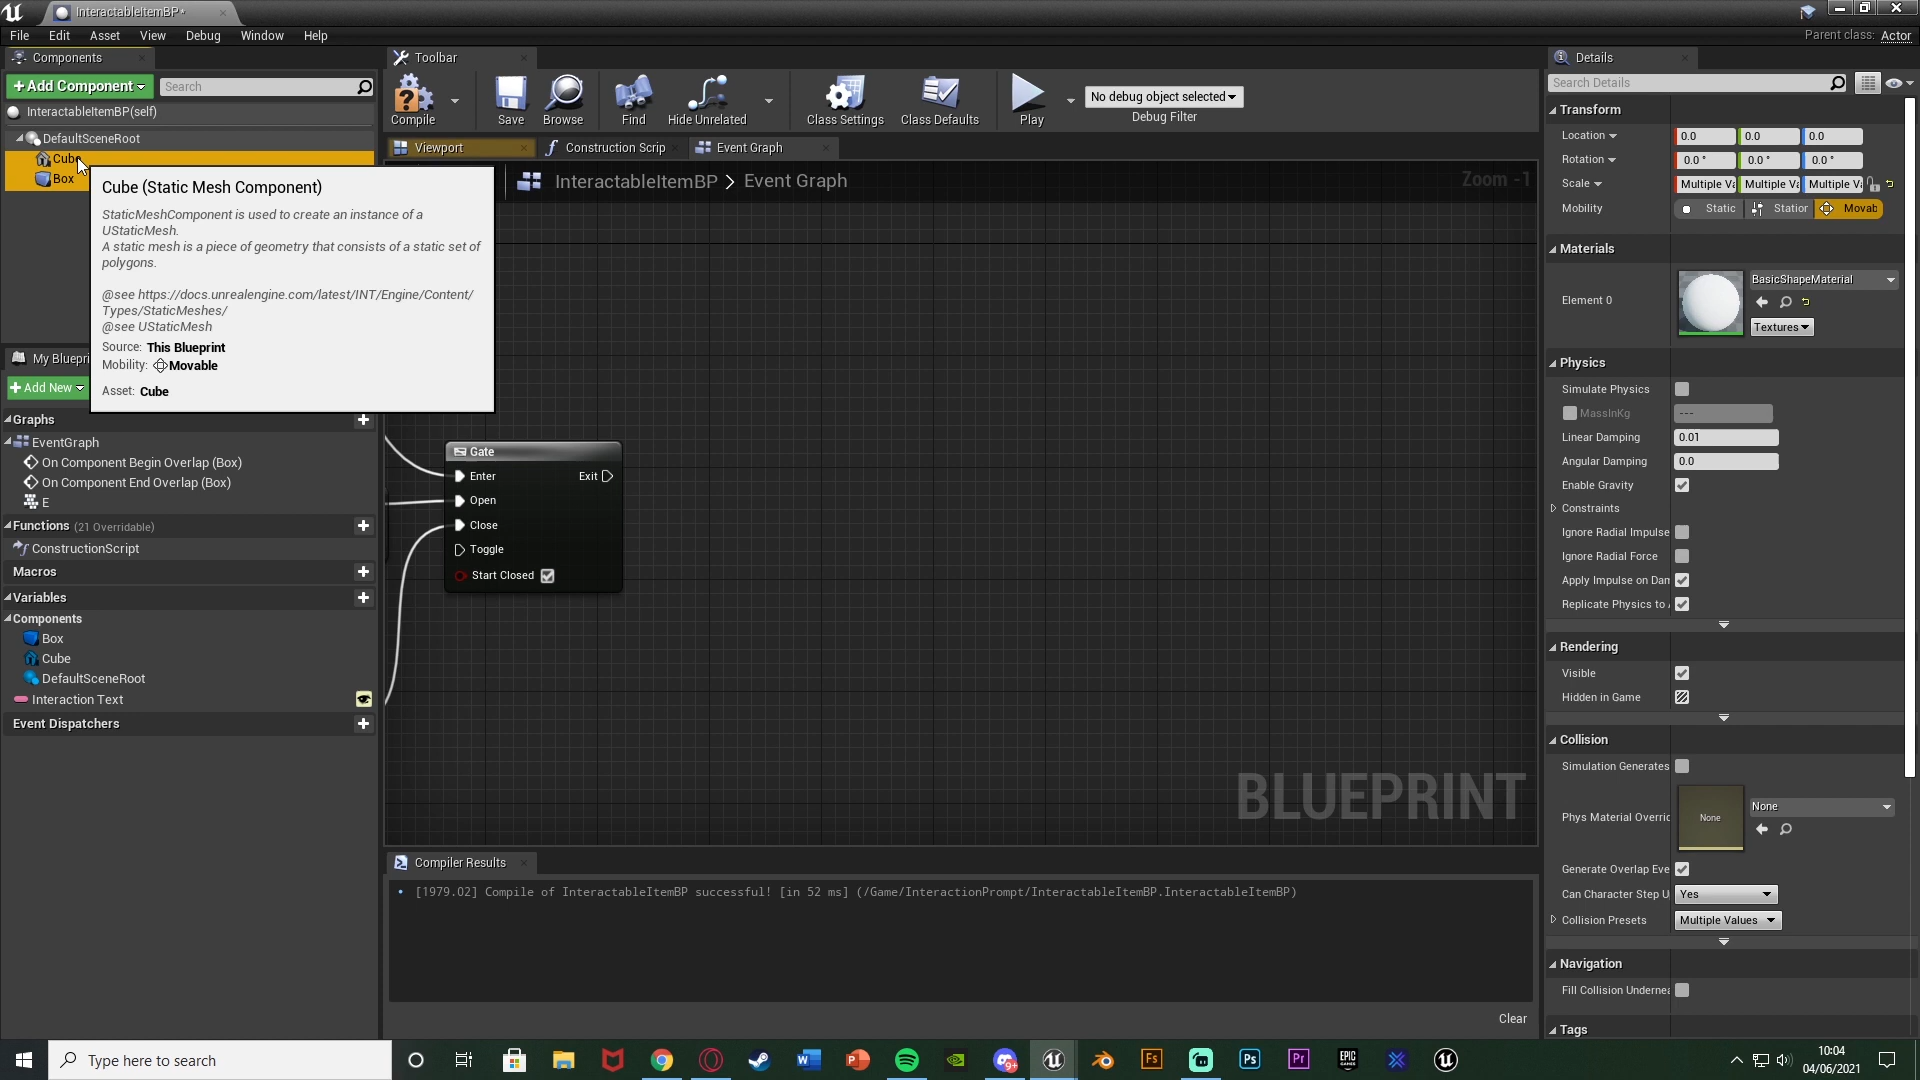 InteractableItemBP*
File Edit Asset View Debug Window Help
Parent class: Actor
Components
+ Add Component
Search
InteractableItemBP(self)
DefaultSceneRoot
Cube
Box
Cube (Static Mesh Component)
StaticMeshComponent is used to create an instance of a
UStaticMesh.
A static mesh is a piece of geometry that consists of a static set of
polygons.
@see https://docs.unrealengine.com/latest/INT/Engine/Content/
Types/StaticMeshes/
@see UStaticMesh
Source: This Blueprint
Mobility: Movable
Asset: Cube
My Bluepri
+ Add New
Graphs
EventGraph
On Component Begin Overlap (Box)
On Component End Overlap (Box)
E
Functions (21 Overridable)
ConstructionScript
Macros
Variables
Components
Box
Cube
DefaultSceneRoot
Interaction Text
Event Dispatchers
Toolbar
Compile
Save
Browse
Find
Hide Unrelated
Class Settings
Class Defaults
Play
No debug object selected
Debug Filter
Viewport
Construction Scrip
Event Graph
InteractableItemBP > Event Graph
Zoom -1
Gate
Enter Exit
Open
Close
Toggle
Start Closed
BLUEPRINT
Compiler Results
• [1979.02] Compile of InteractableItemBP successful! [in 52 ms] (/Game/InteractionPrompt/InteractableItemBP.InteractableItemBP)
Clear
Details
Search Details
Transform
Location 0.0 0.0 0.0
Rotation 0.0 ° 0.0 ° 0.0 °
Scale Multiple Va Multiple Va Multiple Va
Mobility Static Station Movab
Materials
Element 0
BasicShapeMaterial
Textures
Physics
Simulate Physics
MassInKg ---
Linear Damping 0.01
Angular Damping 0.0
Enable Gravity
Constraints
Ignore Radial Impulse
Ignore Radial Force
Apply Impulse on Dam
Replicate Physics to A
Rendering
Visible
Hidden in Game
Collision
Simulation Generates
Phys Material Overric
None
None
Generate Overlap Eve
Can Character Step U Yes
Collision Presets Multiple Values
Navigation
Fill Collision Undernea
Tags
Type here to search
W
P
9+
Fs
Ps
Pr
EPIC GAMES
10:04
04/06/2021